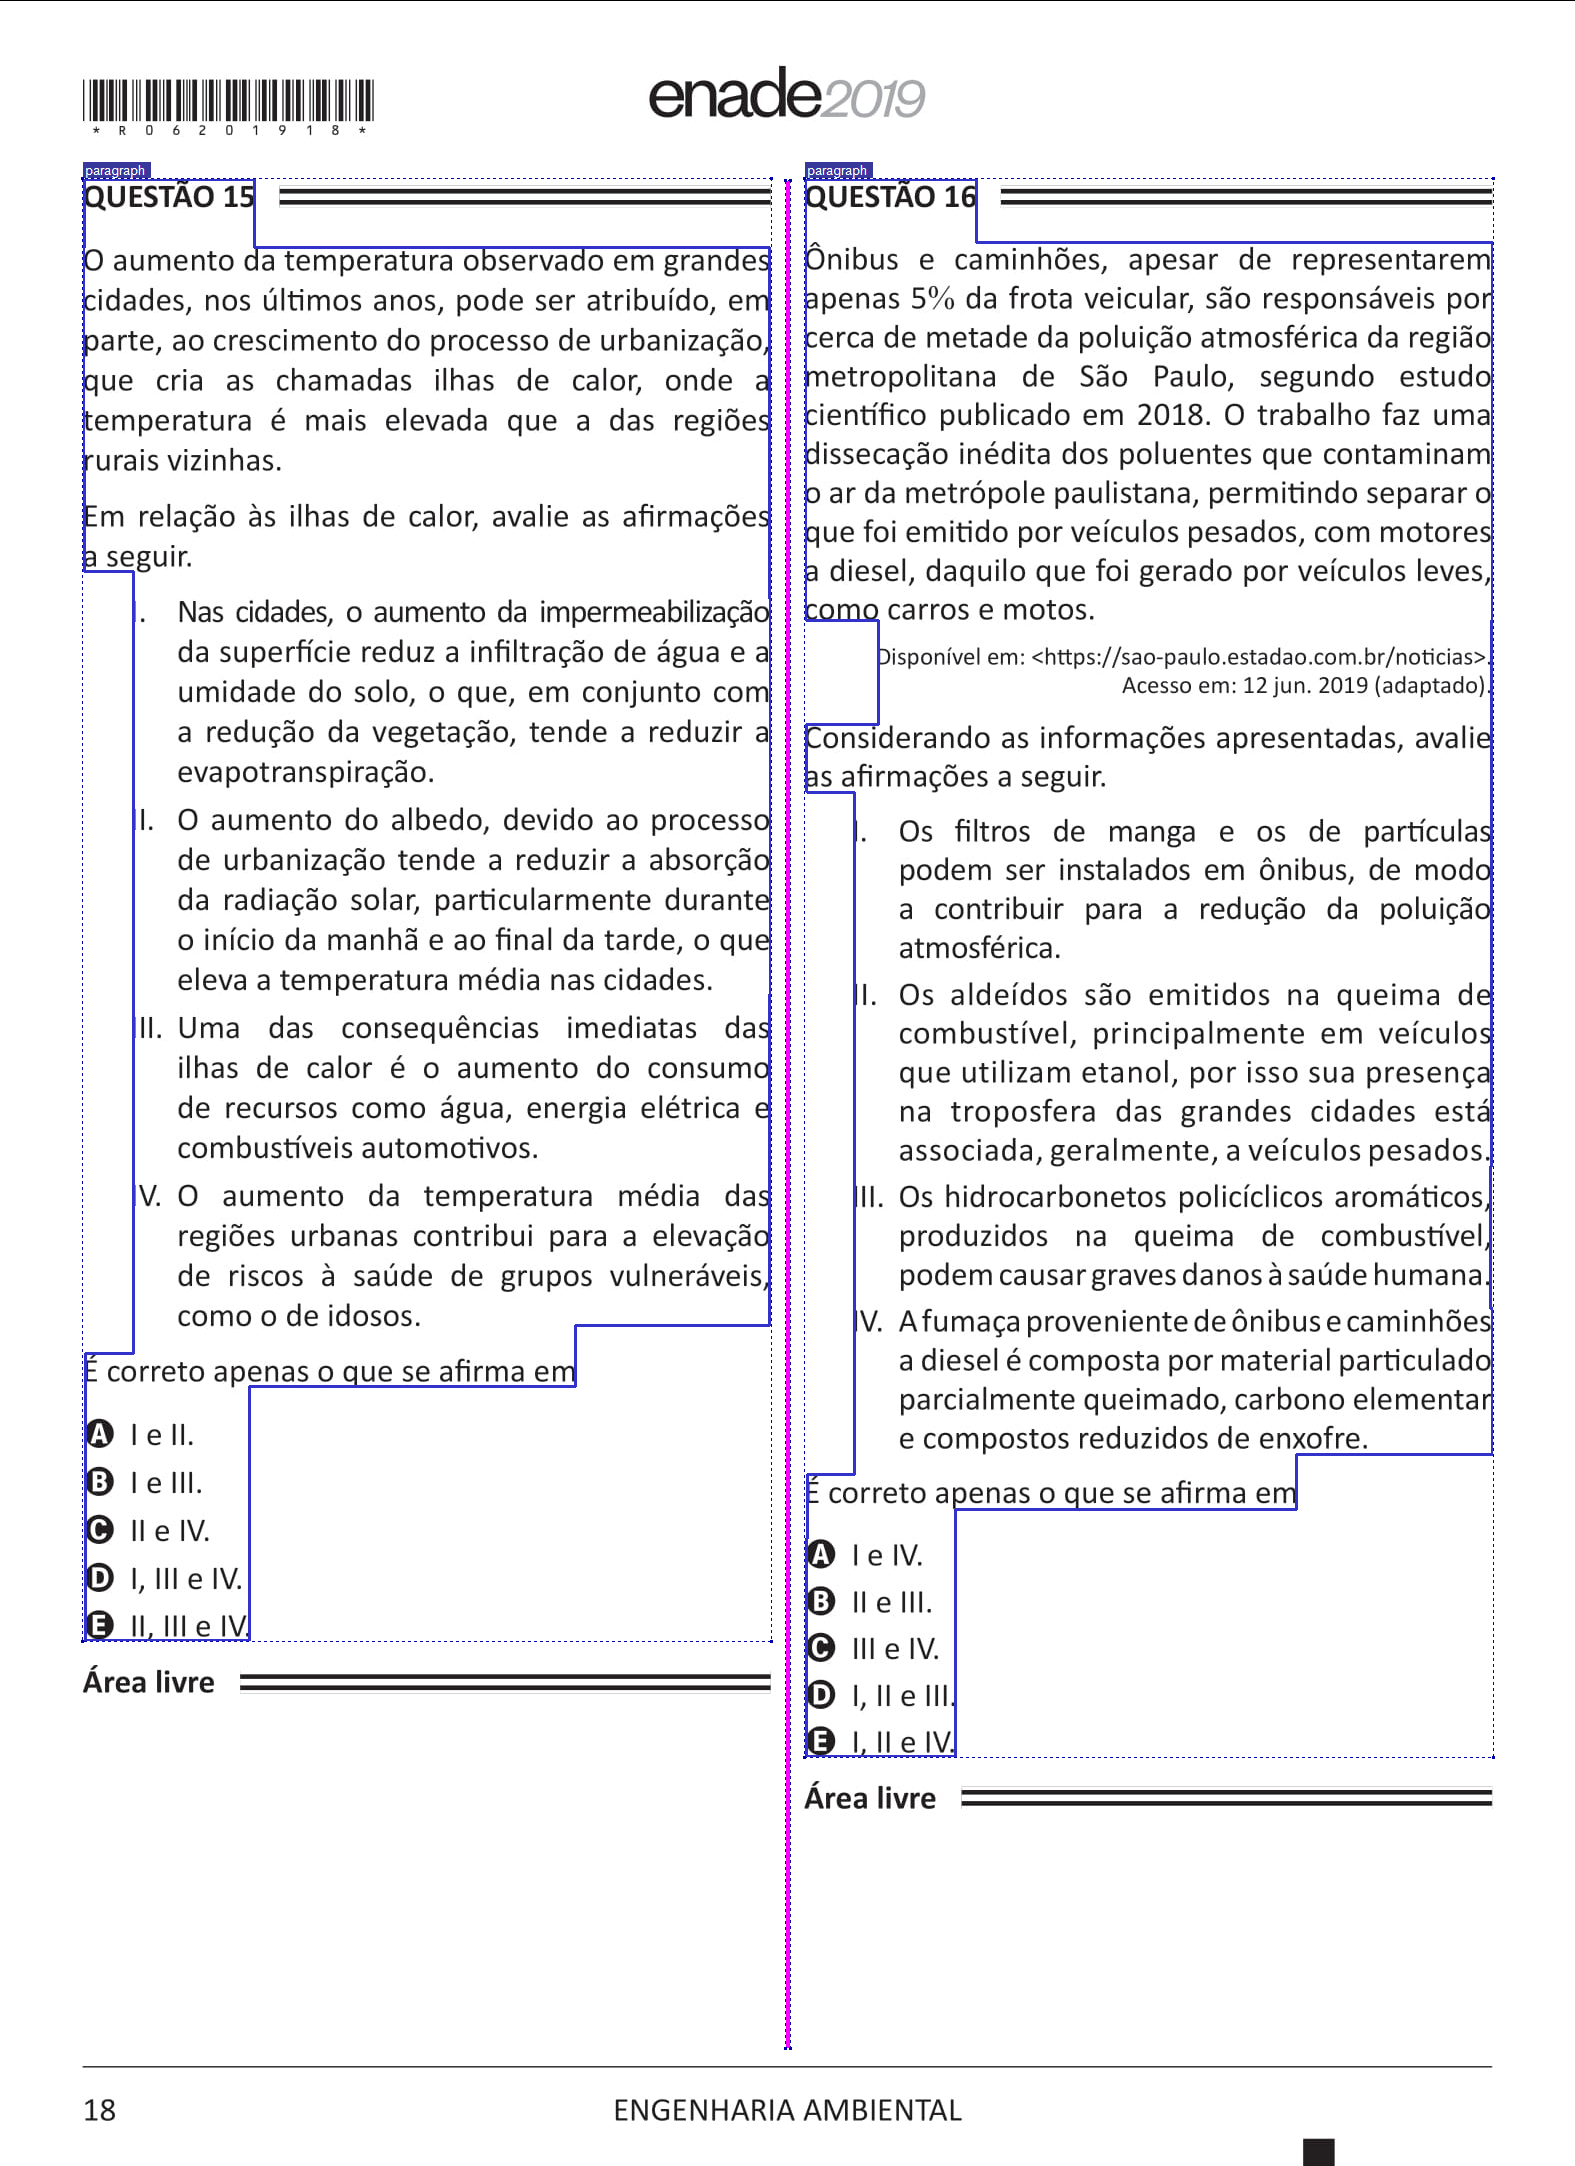 *R06201918*
enade2019
paragraph
QUESTÃO 15
O aumento da temperatura observado em grandes
cidades, nos últimos anos, pode ser atribuído, em
parte, ao crescimento do processo de urbanização,
que cria as chamadas ilhas de calor, onde a
temperatura é mais elevada que a das regiões
rurais vizinhas.
Em relação às ilhas de calor, avalie as afirmações
a seguir.
I. Nas cidades, o aumento da impermeabilização
da superfície reduz a infiltração de água e a
umidade do solo, o que, em conjunto com
a redução da vegetação, tende a reduzir a
evapotranspiração.
II. O aumento do albedo, devido ao processo
de urbanização tende a reduzir a absorção
da radiação solar, particularmente durante
o início da manhã e ao final da tarde, o que
eleva a temperatura média nas cidades.
III. Uma das consequências imediatas das
ilhas de calor é o aumento do consumo
de recursos como água, energia elétrica e
combustíveis automotivos.
IV. O aumento da temperatura média das
regiões urbanas contribui para a elevação
de riscos à saúde de grupos vulneráveis,
como o de idosos.
É correto apenas o que se afirma em
A I e II.
B I e III.
C II e IV.
D I, III e IV.
E II, III e IV.
Área livre
paragraph
QUESTÃO 16
Ônibus e caminhões, apesar de representarem
apenas 5% da frota veicular, são responsáveis por
cerca de metade da poluição atmosférica da região
metropolitana de São Paulo, segundo estudo
científico publicado em 2018. O trabalho faz uma
dissecação inédita dos poluentes que contaminam
o ar da metrópole paulistana, permitindo separar o
que foi emitido por veículos pesados, com motores
a diesel, daquilo que foi gerado por veículos leves,
como carros e motos.
Disponível em: <https://sao-paulo.estadao.com.br/noticias>.
Acesso em: 12 jun. 2019 (adaptado).
Considerando as informações apresentadas, avalie
as afirmações a seguir.
I. Os filtros de manga e os de partículas
podem ser instalados em ônibus, de modo
a contribuir para a redução da poluição
atmosférica.
II. Os aldeídos são emitidos na queima de
combustível, principalmente em veículos
que utilizam etanol, por isso sua presença
na troposfera das grandes cidades está
associada, geralmente, a veículos pesados.
III. Os hidrocarbonetos policíclicos aromáticos,
produzidos na queima de combustível,
podem causar graves danos à saúde humana.
IV. A fumaça proveniente de ônibus e caminhões
a diesel é composta por material particulado
parcialmente queimado, carbono elementar
e compostos reduzidos de enxofre.
É correto apenas o que se afirma em
A I e IV.
B II e III.
C III e IV.
D I, II e III.
E I, II e IV.
Área livre
18
ENGENHARIA AMBIENTAL